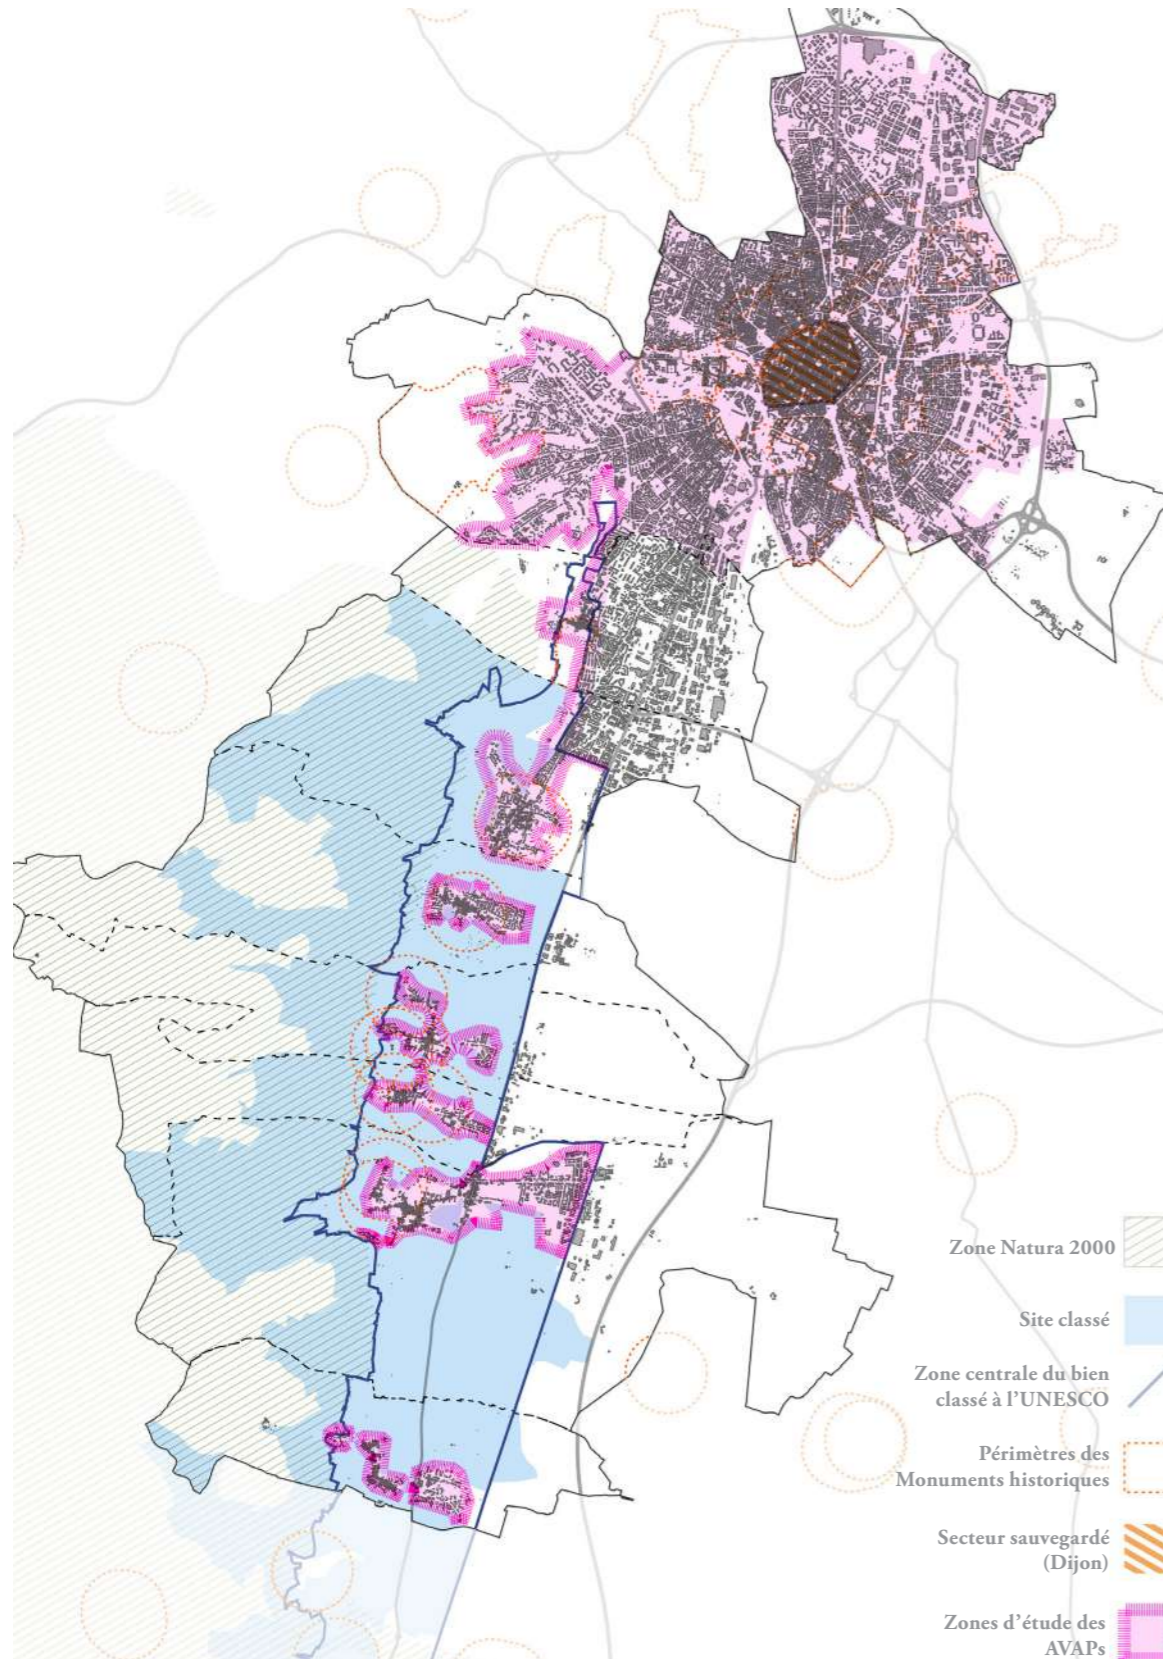 Zone Natura 2000
Site classé
Zone centrale du bien
classé à l’UNESCO
Périmètres des
Monuments historiques
Secteur sauvegardé
(Dijon)
Zones d’étude des
AVAPs